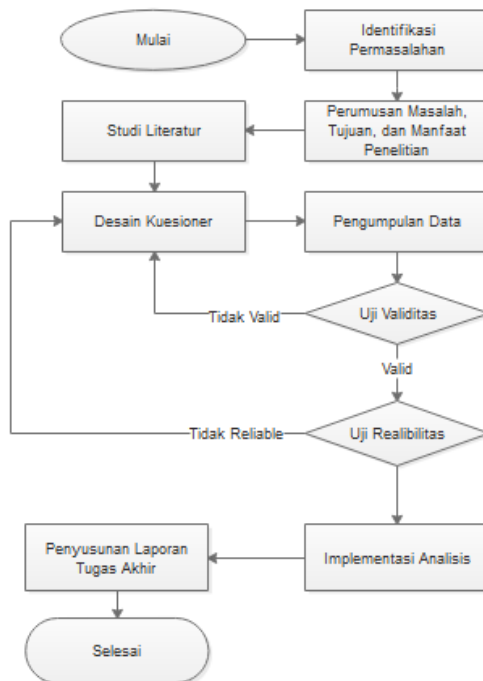 Mulai
Identifikasi
Permasalahan
Perumusan Masalah,
Tujuan, dan Manfaat
Penelitian
Studi Literatur
Desain Kuesioner
Pengumpulan Data
Uji Validitas
Tidak Valid
Valid
Uji Realibilitas
Tidak Reliable
Implementasi Analisis
Penyusunan Laporan
Tugas Akhir
Selesai